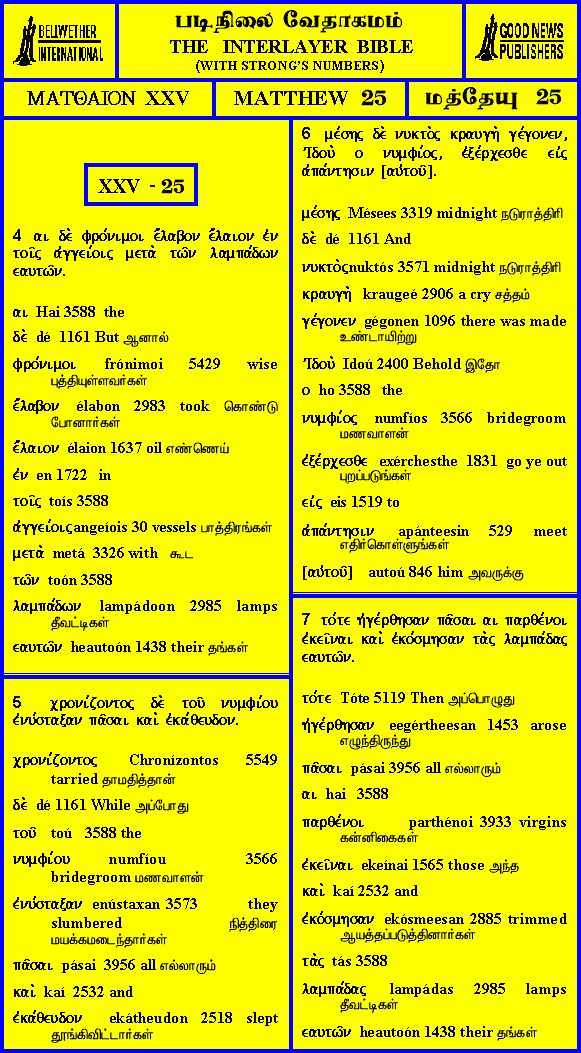 BELLWETHER
INTERNATIONAL
படிநிலை வேதாகமம்
THE INTERLAYER BIBLE
(WITH STRONG'S NUMBERS)
GOOD NEWS
PUBLISHERS
ΜΑΤΘΑΙΟΝ XXV
MATTHEW 25
மத்தேயு 25
XXV - 25
4 αι δὲ φρόνιμοι ἔλαβον ἔλαιον ἐν
τοῖς ἀγγείοις μετὰ τῶν λαμπάδων
εαυτῶν.
αι Hai 3588 the
δὲ dé 1161 But ஆனால்
φρόνιμοι frónimoi 5429 wise
புத்தியுள்ளவர்கள்
ἔλαβον élabon 2983 took கொண்டு
போனார்கள்
ἔλαιον élaion 1637 oil எண்ணெய்
ἐν en 1722 in
τοῖς toís 3588
ἀγγείοις angeíois 30 vessels பாத்திரங்கள்
μετὰ metá 3326 with கூட
τῶν toón 3588
λαμπάδων lampádoon 2985 lamps
தீவட்டிகள்
εαυτῶν heautoón 1438 their தங்கள்
5 χρονίζοντος δὲ τοῦ νυμφίου
ἐνύσταξαν πᾶσαι καὶ ἐκάθευδον.
χρονίζοντος Chronízontos 5549
tarried தாமதித்தான்
δὲ dé 1161 While அப்போது
τοῦ toú 3588 the
νυμφίου numfíou 3566
bridegroom மணவாளன்
ἐνύσταξαν enústaxan 3573 they
slumbered நித்திரை
மயக்கமடைந்தார்கள்
πᾶσαι pásai 3956 all எல்லாரும்
καὶ kaí 2532 and
ἐκάθευδον ekátheudon 2518 slept
தூங்கிவிட்டார்கள்
6 μέσης δὲ νυκτὸς κραυγὴ γέγονεν,
Ἰδοὺ ο νυμφίος, ἐξέρχεσθε εἰς
ἀπάντησιν [αὐτοῦ].
μέσης Mésees 3319 midnight நடுராத்திரி
δὲ dé 1161 And
νυκτὸς nuktós 3571 midnight நடுராத்திரி
κραυγὴ kraugeé 2906 a cry சத்தம்
γέγονεν gégonen 1096 there was made
உண்டாயிற்று
Ἰδοὺ Idoú 2400 Behold இதோ
ο ho 3588 the
νυμφίος numfíos 3566 bridegroom
மணவாளன்
ἐξέρχεσθε exérchesthe 1831 go ye out
புறப்படுங்கள்
εἰς eis 1519 to
ἀπάντησιν apánteesin 529 meet
எதிர்கொள்ளுங்கள்
[αὐτοῦ] autoú 846 him அவருக்கு
7 τότε ἠγέρθησαν πᾶσαι αι παρθένοι
ἐκεῖναι καὶ ἐκόσμησαν τὰς λαμπάδας
εαυτῶν.
τότε Tóte 5119 Then அப்பொழுது
ἠγέρθησαν eegértheesan 1453 arose
எழுந்திருந்து
πᾶσαι pásai 3956 all எல்லாரும்
αι hai 3588
παρθένοι parthénoi 3933 virgins
கன்னிகைகள்
ἐκεῖναι ekeínai 1565 those அந்த
καὶ kaí 2532 and
ἐκόσμησαν ekósmeesan 2885 trimmed
ஆயத்தப்படுத்தினார்கள்
τὰς tás 3588
λαμπάδας lampádas 2985 lamps
தீவட்டிகள்
εαυτῶν heautoón 1438 their தங்கள்